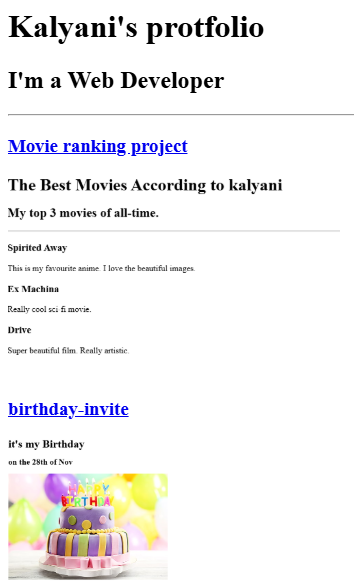 Kalyani's protfolio
I'm a Web Developer
Movie ranking project
The Best Movies According to kalyani
My top 3 movies of all-time.
Spirited Away
This is my favourite anime. I love the beautiful images.
Ex Machina
Really cool sci-fi movie.
Drive
Super beautiful film. Really artistic.
birthday-invite
it's my Birthday
on the 28th of Nov
HAPPY
BIRTHDAY